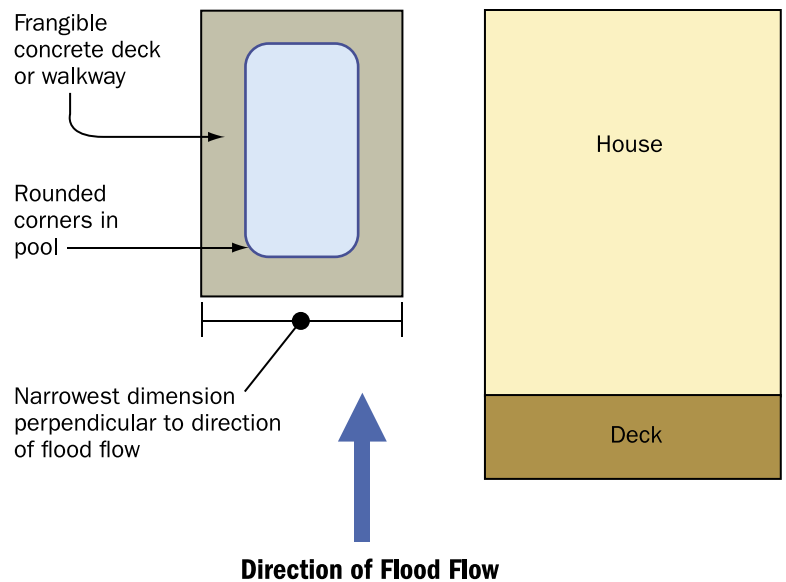 Frangible
concrete deck
or walkway
House
Rounded
corners in
pool
Narrowest dimension
perpendicular to direction
of flood flow
Deck
Direction of Flood Flow